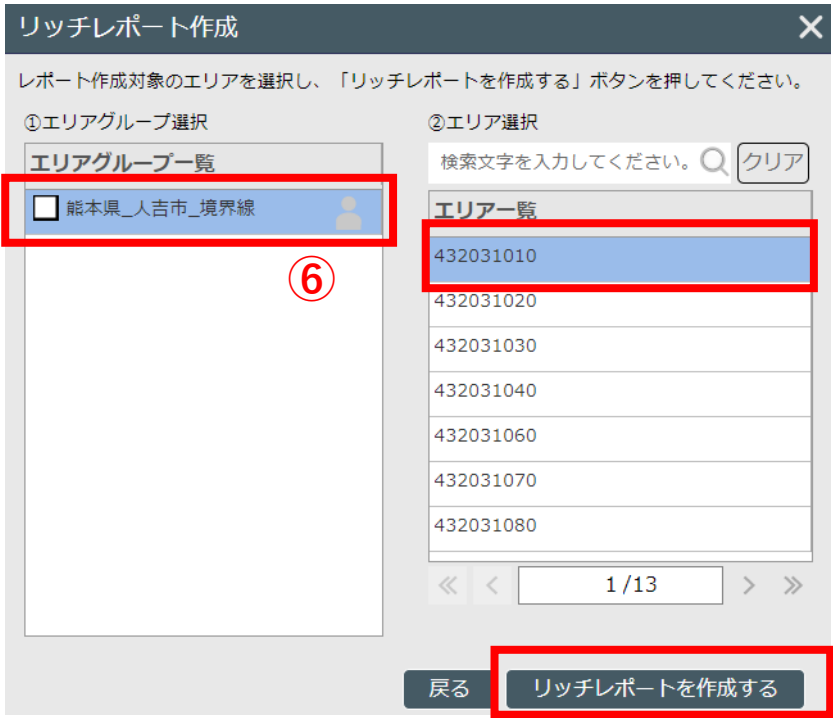 リッチレポート作成
レポート作成対象のエリアを選択し、「リッチレポートを作成する」ボタンを押してください。
①エリアグループ選択
エリアグループ一覧
熊本県_人吉市_境界線
⑥
②エリア選択
検索文字を入力してください。 クリア
エリア一覧
432031010
432031020
432031030
432031040
432031060
432031070
432031080
1 /13
戻る リッチレポートを作成する